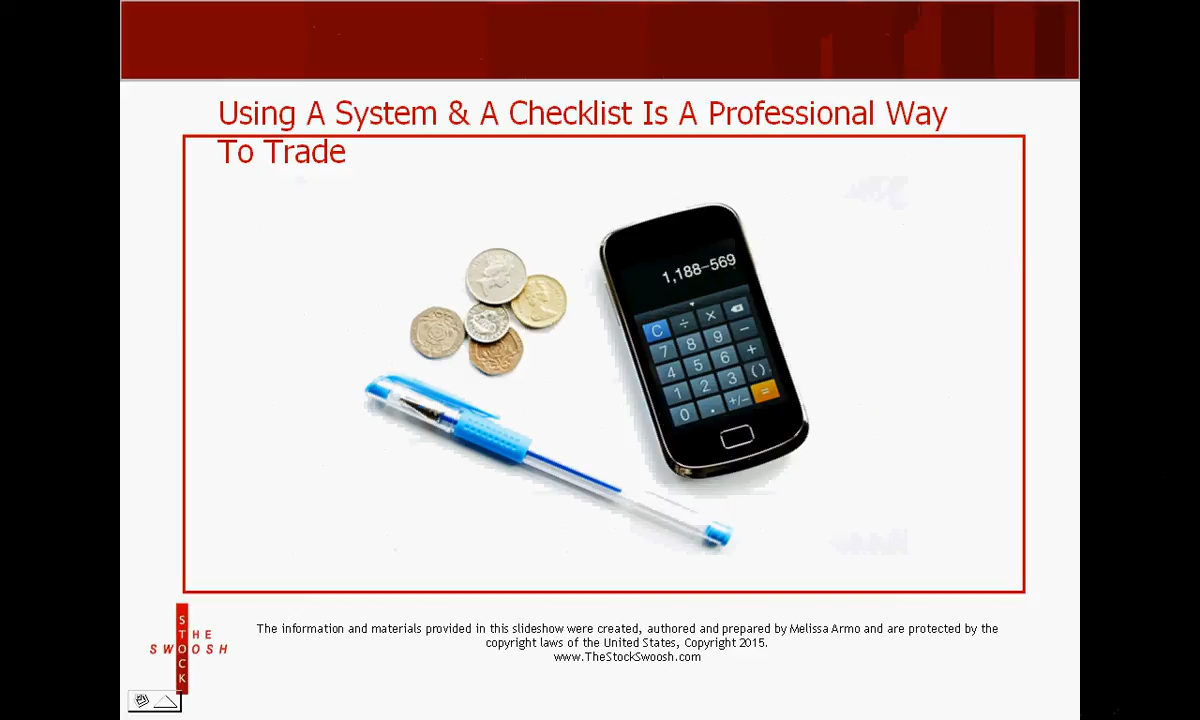 Using A System & A Checklist Is A Professional Way
To Trade
1,188-569
C ÷ ×
7 8 9 −
4 5 6 +
1 2 3 ()
0 . +/− =
The information and materials provided in this slideshow were created, authored and prepared by Melissa Armo and are protected by the
copyright laws of the United States, Copyright 2015.
www.TheStockSwoosh.com
THE
STOCK
SWOOSH